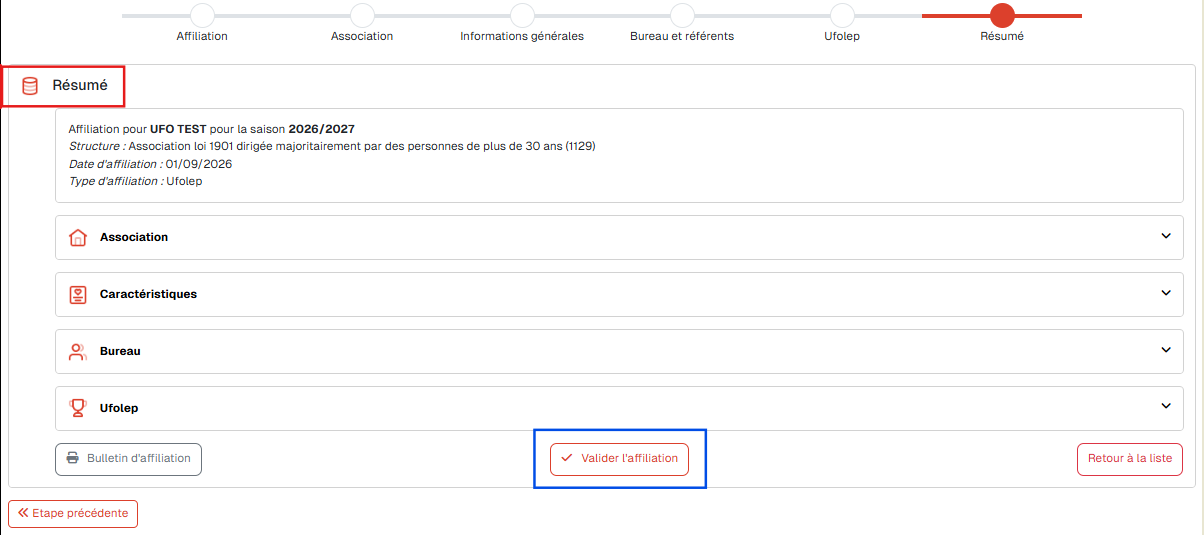 Affiliation
Association
Informations générales
Bureau et référents
Ufolep
Résumé
Résumé
Affiliation pour UFO TEST pour la saison 2026/2027
Structure : Association loi 1901 dirigée majoritairement par des personnes de plus de 30 ans (1129)
Date d'affiliation : 01/09/2026
Type d'affiliation : Ufolep
Association
Caractéristiques
Bureau
Ufolep
Bulletin d'affiliation
Valider l'affiliation
Retour à la liste
Etape précédente